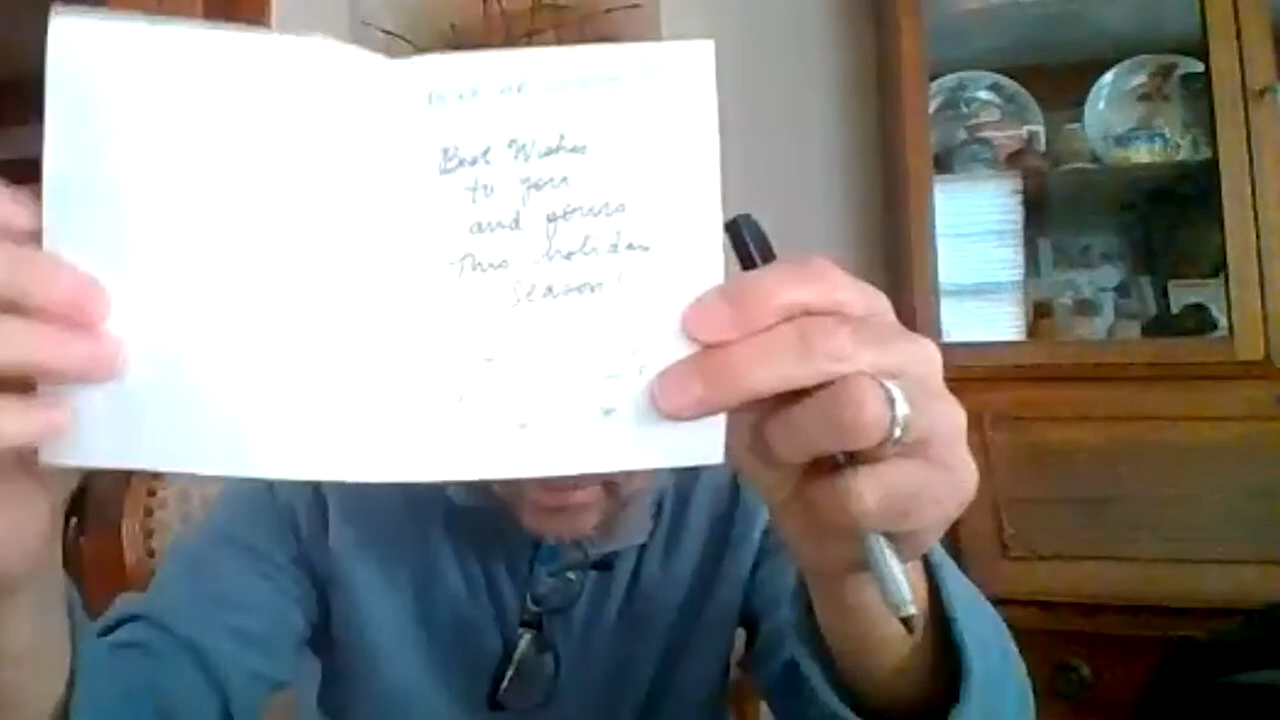 Best Wishes
to you
and yours
This holiday
Season!